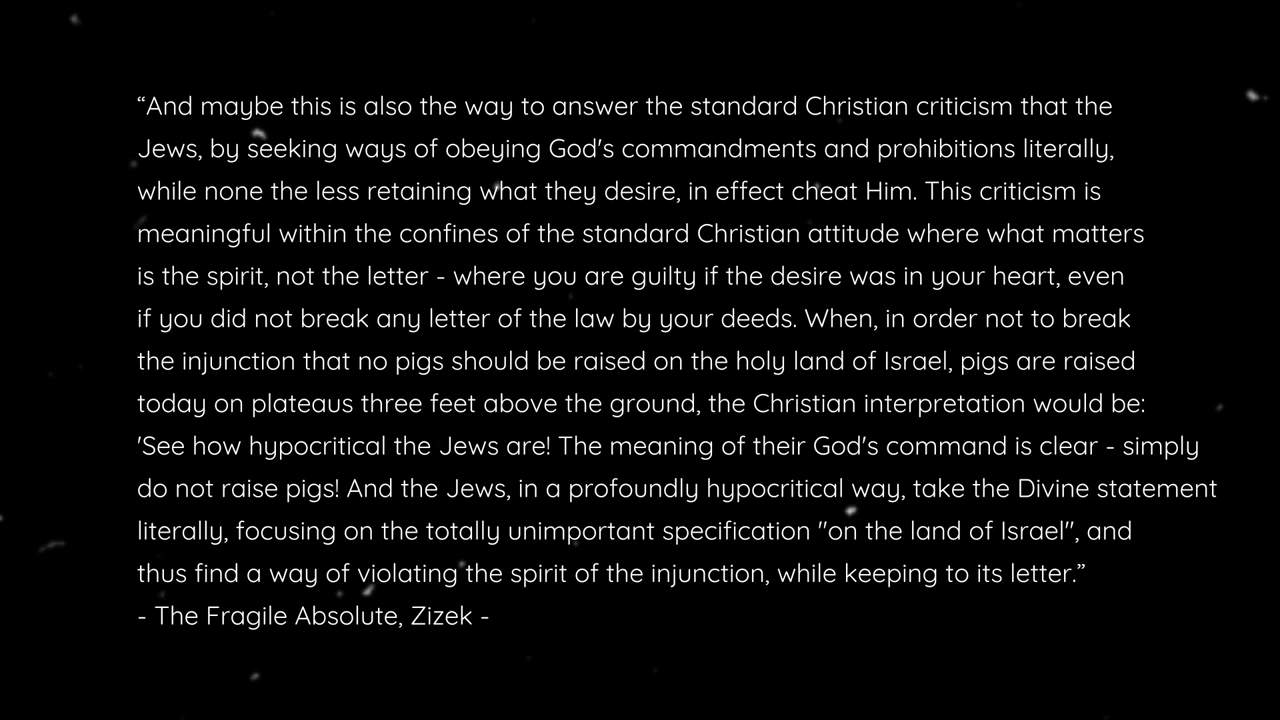 “And maybe this is also the way to answer the standard Christian criticism that the
Jews, by seeking ways of obeying God's commandments and prohibitions literally,
while none the less retaining what they desire, in effect cheat Him. This criticism is
meaningful within the confines of the standard Christian attitude where what matters
is the spirit, not the letter - where you are guilty if the desire was in your heart, even
if you did not break any letter of the law by your deeds. When, in order not to break
the injunction that no pigs should be raised on the holy land of Israel, pigs are raised
today on plateaus three feet above the ground, the Christian interpretation would be:
'See how hypocritical the Jews are! The meaning of their God's command is clear - simply
do not raise pigs! And the Jews, in a profoundly hypocritical way, take the Divine statement
literally, focusing on the totally unimportant specification "on the land of Israel", and
thus find a way of violating the spirit of the injunction, while keeping to its letter.”
- The Fragile Absolute, Zizek -